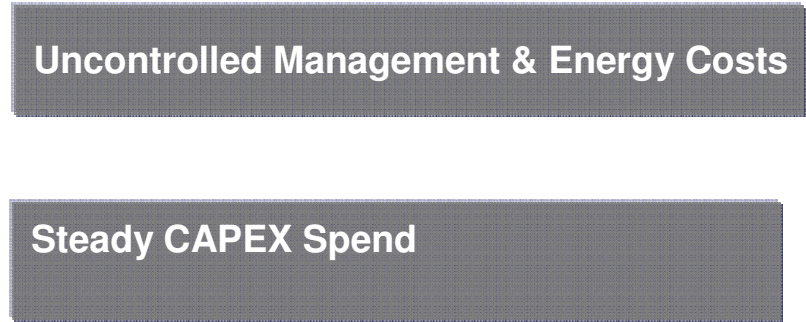 Uncontrolled Management & Energy Costs
Steady CAPEX Spend